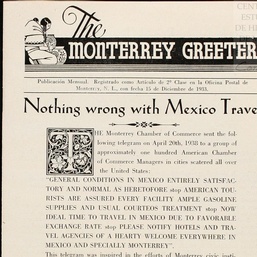 The
MONTERREY GREETER
Publicación Mensual. Registrado como Artículo de 2ª Clase en la Oficina Postal de
Monterrey, N. L., con fecha 15 de Diciembre de 1933.
Nothing wrong with Mexico Trave
THE Monterrey Chamber of Commerce sent the fol-
lowing telegram on April 20th, 1938 to a group of
approximately one hundred American Chamber
of Commerce Managers in cities scattered all over
the United States:
"GENERAL CONDITIONS IN MEXICO ENTIRELY SATISFAC-
TORY AND NORMAL AS HERETOFORE stop AMERICAN TOU-
RISTS ARE ASSURED EVERY FACILITY AMPLE GASOLINE
SUPPLIES AND USUAL COURTEOS TREATMENT stop NOW
IDEAL TIME TO TRAVEL IN MEXICO DUE TO FAVORABLE
EXCHANGE RATE stop PLEASE NOTIFY HOTELS AND TRA-
VEL AGENCIES OF A HEARTY WELCOME EVERYWHERE IN
MEXICO AND SPECIALLY MONTERREY".
This telegram was inspired by the efforts of Monterrey civic insti-